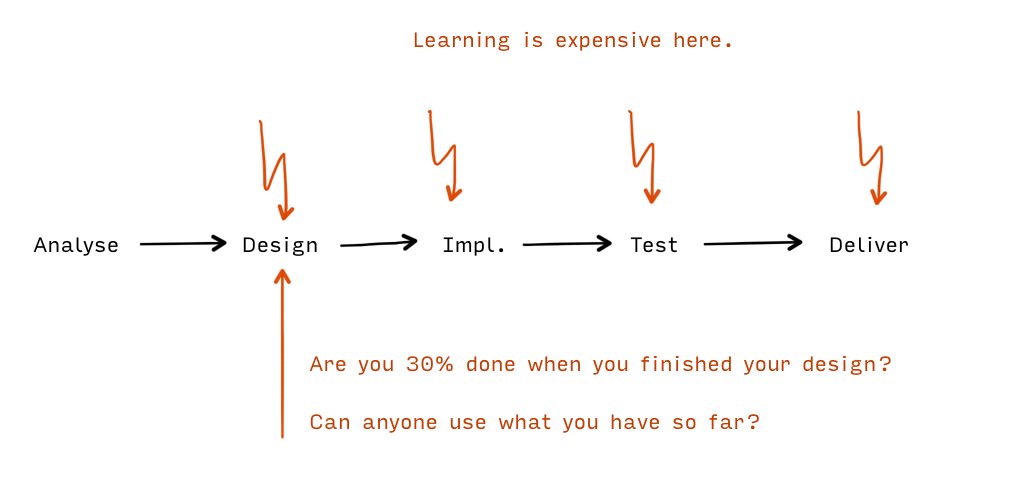 Learning is expensive here.
Analyse Design Impl. Test Deliver
Are you 30% done when you finished your design?
Can anyone use what you have so far?